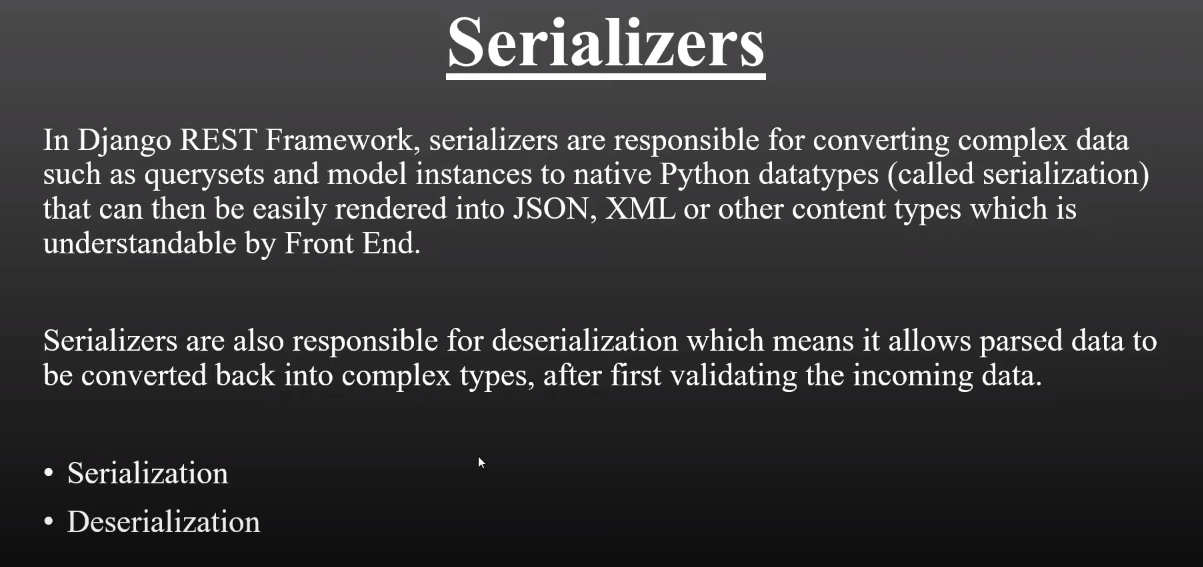 Serializers
In Django REST Framework, serializers are responsible for converting complex data
such as querysets and model instances to native Python datatypes (called serialization)
that can then be easily rendered into JSON, XML or other content types which is
understandable by Front End.
Serializers are also responsible for deserialization which means it allows parsed data to
be converted back into complex types, after first validating the incoming data.
• Serialization
• Deserialization